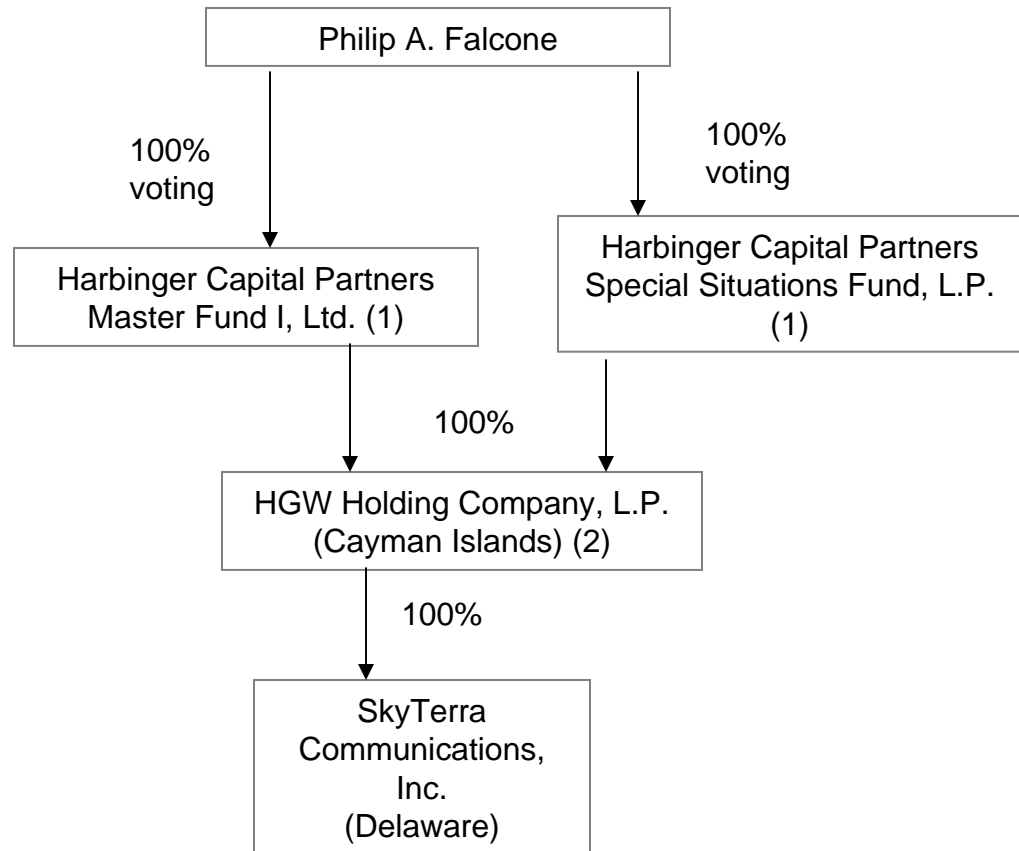 Philip A. Falcone
100%
voting
100%
voting
Harbinger Capital Partners
Master Fund I, Ltd. (1)
Harbinger Capital Partners
Special Situations Fund, L.P.
(1)
100%
HGW Holding Company, L.P.
(Cayman Islands) (2)
100%
SkyTerra
Communications,
Inc.
(Delaware)